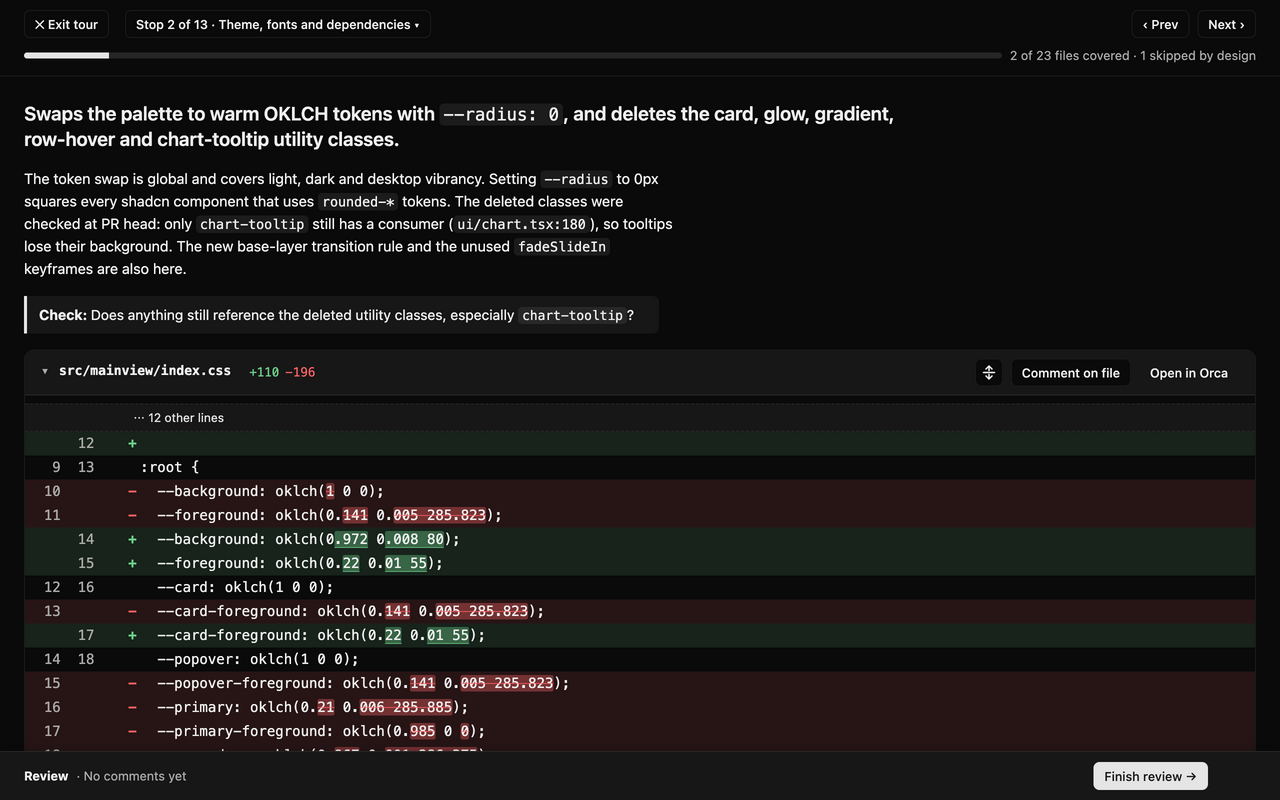 ✕ Exit tour
Stop 2 of 13 · Theme, fonts and dependencies ▾
‹ Prev
Next ›
2 of 23 files covered · 1 skipped by design
Swaps the palette to warm OKLCH tokens with --radius: 0, and deletes the card, glow, gradient,
row-hover and chart-tooltip utility classes.
The token swap is global and covers light, dark and desktop vibrancy. Setting --radius to 0px
squares every shadcn component that uses rounded-* tokens. The deleted classes were
checked at PR head: only chart-tooltip still has a consumer (ui/chart.tsx:180), so tooltips
lose their background. The new base-layer transition rule and the unused fadeSlideIn
keyframes are also here.
Check: Does anything still reference the deleted utility classes, especially chart-tooltip?
▾ src/mainview/index.css +110 −196
Comment on file
Open in Orca
··· 12 other lines
12 +
9 13 :root {
10 − --background: oklch(1 0 0);
11 − --foreground: oklch(0.141 0.005 285.823);
14 + --background: oklch(0.972 0.008 80);
15 + --foreground: oklch(0.22 0.01 55);
12 16 --card: oklch(1 0 0);
13 − --card-foreground: oklch(0.141 0.005 285.823);
17 + --card-foreground: oklch(0.22 0.01 55);
14 18 --popover: oklch(1 0 0);
15 − --popover-foreground: oklch(0.141 0.005 285.823);
16 − --primary: oklch(0.21 0.006 285.885);
17 − --primary-foreground: oklch(0.985 0 0);
Review · No comments yet
Finish review →